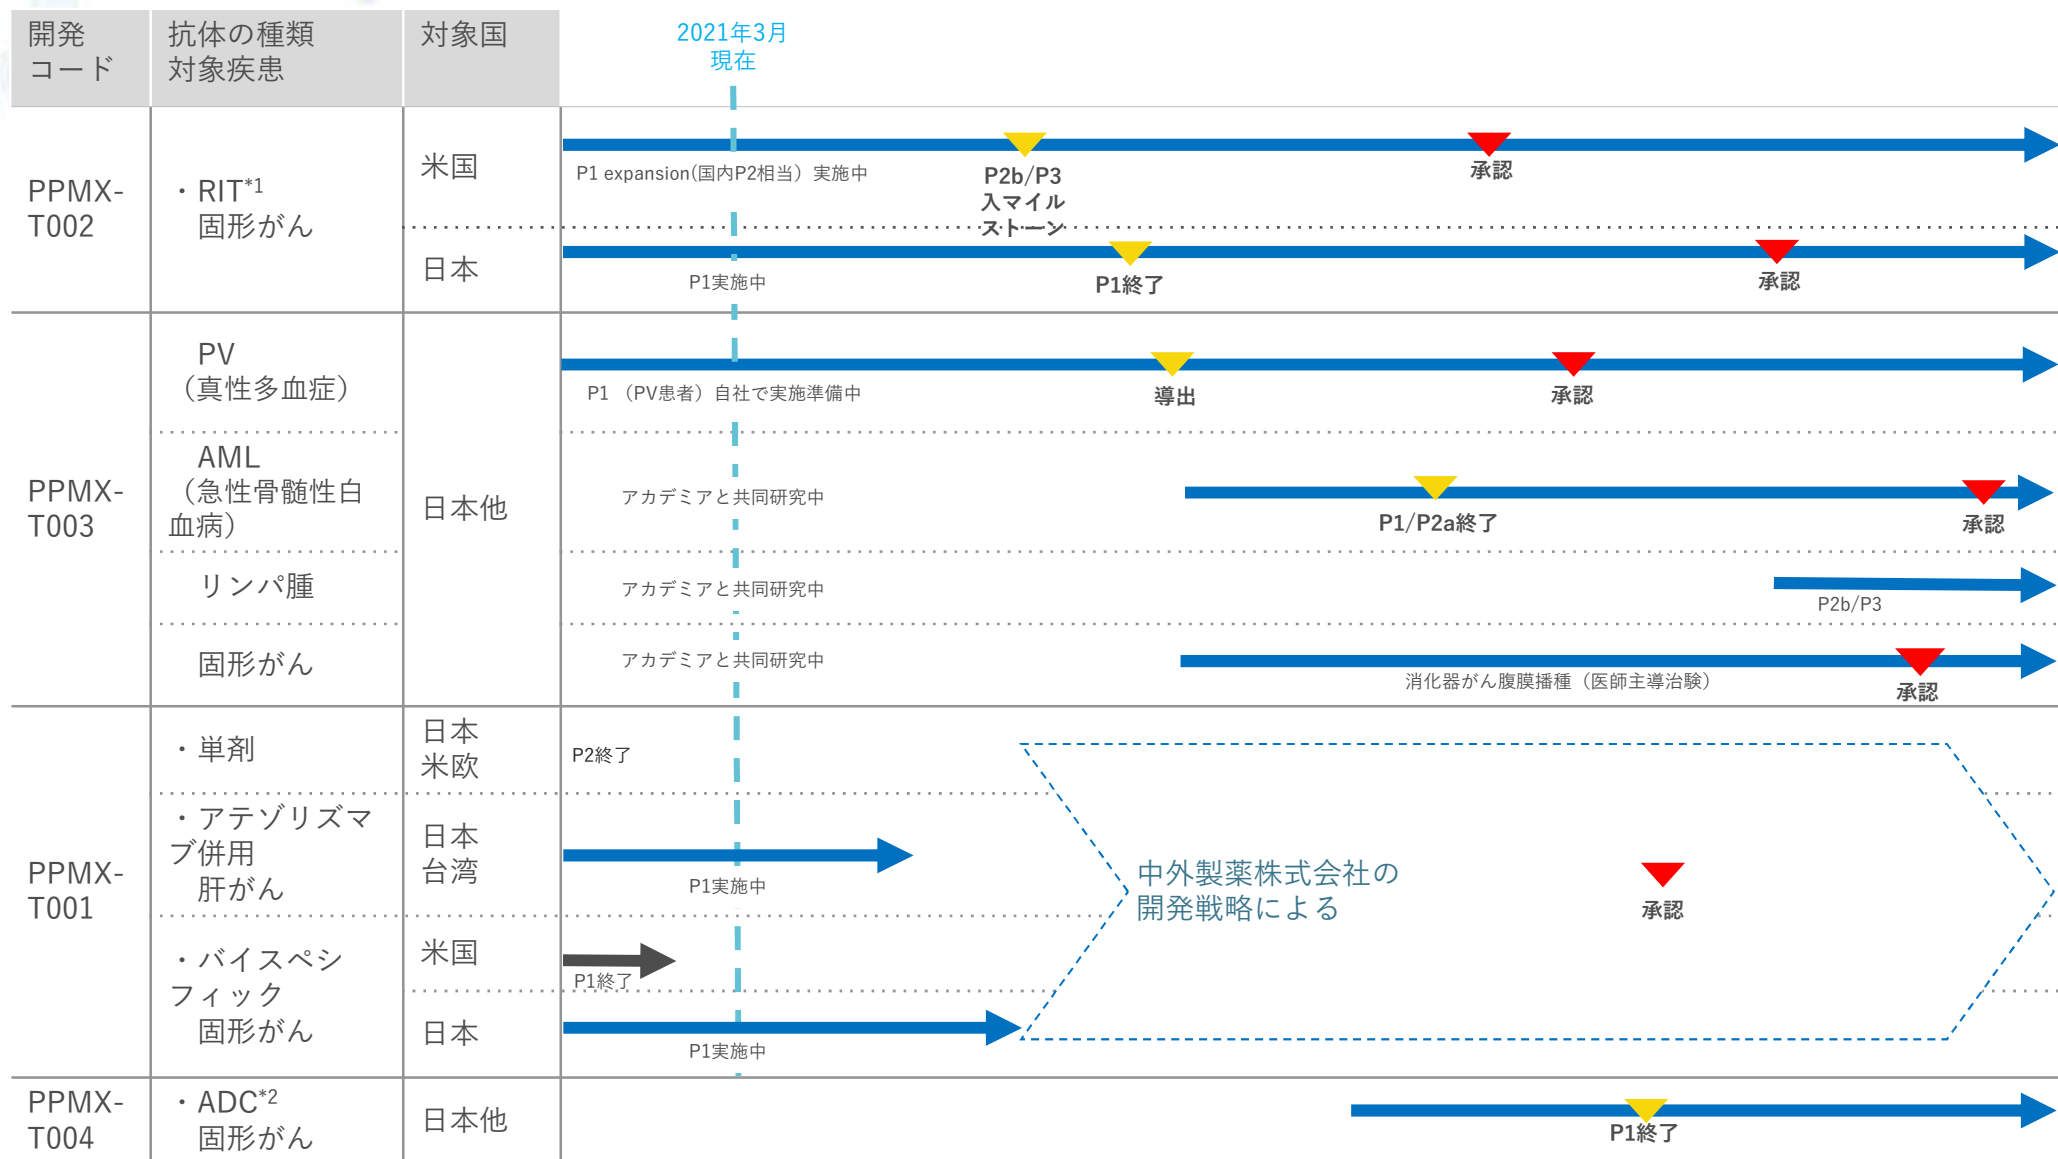 開発
コード
抗体の種類
対象疾患
対象国
2021年3月
現在
PPMX-
T002
・RIT*1
固形がん
米国
P1 expansion(国内P2相当）実施中
P2b/P3
入マイル
ストーン
承認
日本
P1実施中
P1終了
承認
PPMX-
T003
PV
（真性多血症）
日本他
P1 （PV患者）自社で実施準備中
導出
承認
AML
（急性骨髄性白
血病）
アカデミアと共同研究中
P1/P2a終了
承認
リンパ腫
アカデミアと共同研究中
P2b/P3
固形がん
アカデミアと共同研究中
消化器がん腹膜播種（医師主導治験）
承認
PPMX-
T001
・単剤
日本
米欧
P2終了
・アテゾリズマ
ブ併用
肝がん
日本
台湾
P1実施中
中外製薬株式会社の
開発戦略による
承認
・バイスペシ
フィック
固形がん
米国
P1終了
日本
P1実施中
PPMX-
T004
・ADC*2
固形がん
日本他
P1終了